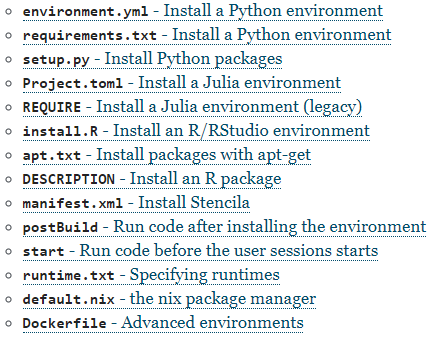 environment.yml - Install a Python environment
requirements.txt - Install a Python environment
setup.py - Install Python packages
Project.toml - Install a Julia environment
REQUIRE - Install a Julia environment (legacy)
install.R - Install an R/RStudio environment
apt.txt - Install packages with apt-get
DESCRIPTION - Install an R package
manifest.xml - Install Stencila
postBuild - Run code after installing the environment
start - Run code before the user sessions starts
runtime.txt - Specifying runtimes
default.nix - the nix package manager
Dockerfile - Advanced environments